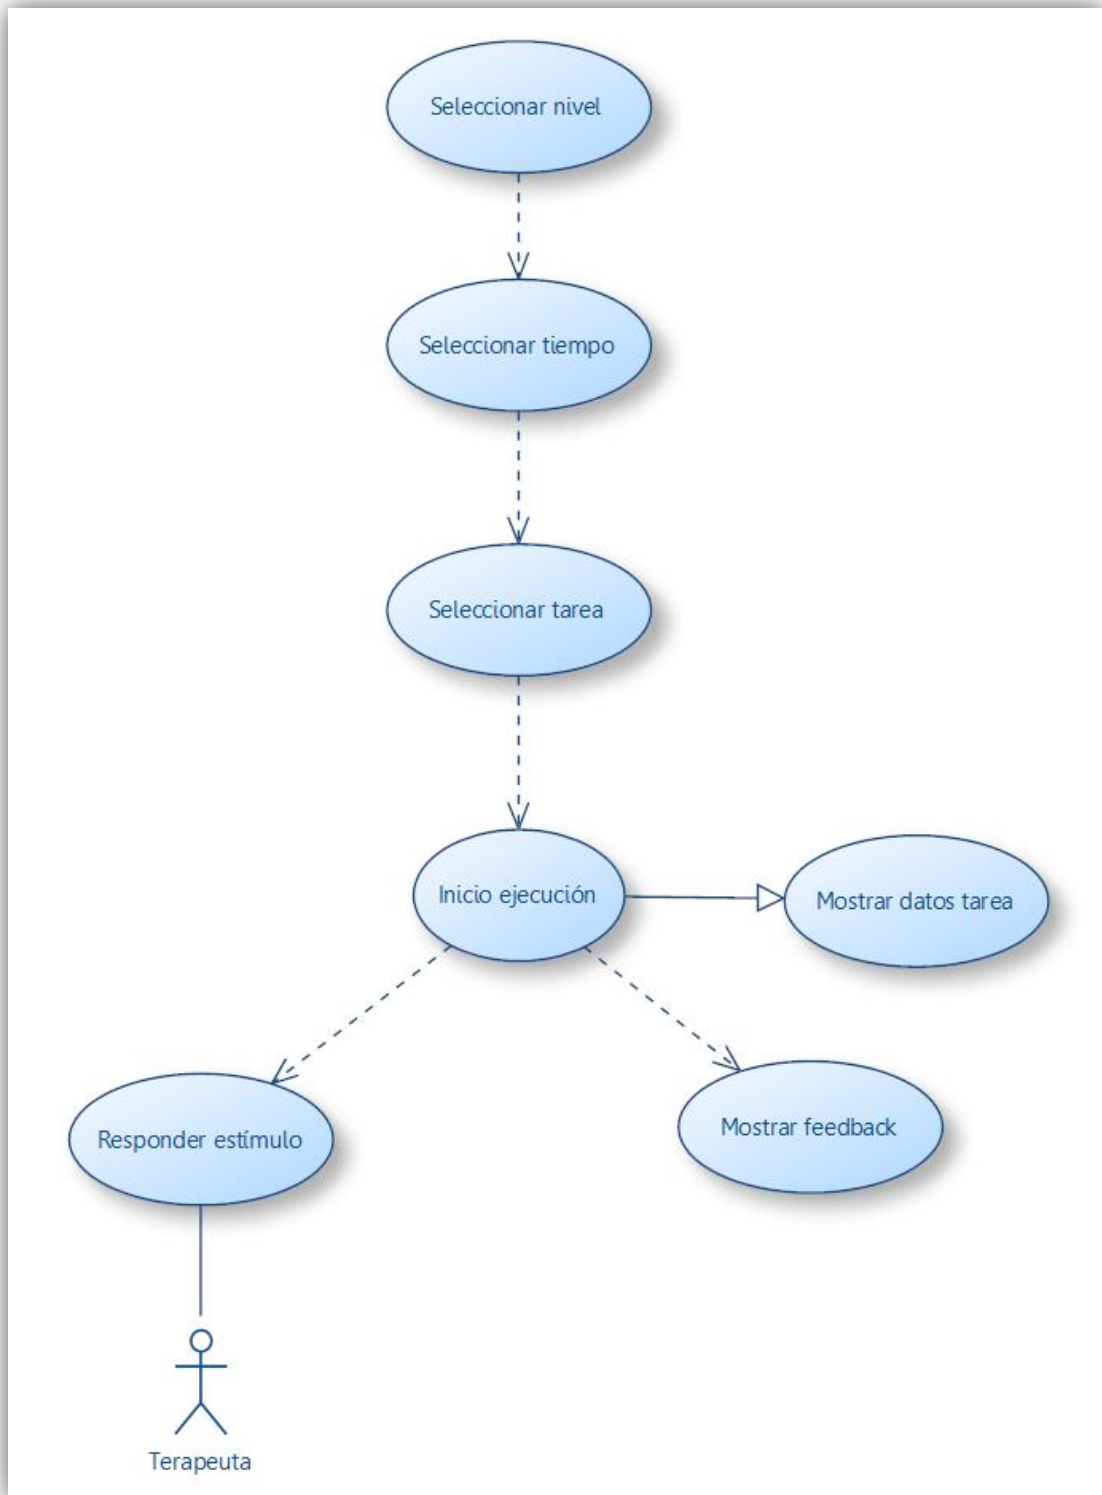 Seleccionar nivel
Seleccionar tiempo
Seleccionar tarea
Inicio ejecución
Mostrar datos tarea
Responder estímulo
Mostrar feedback
Terapeuta